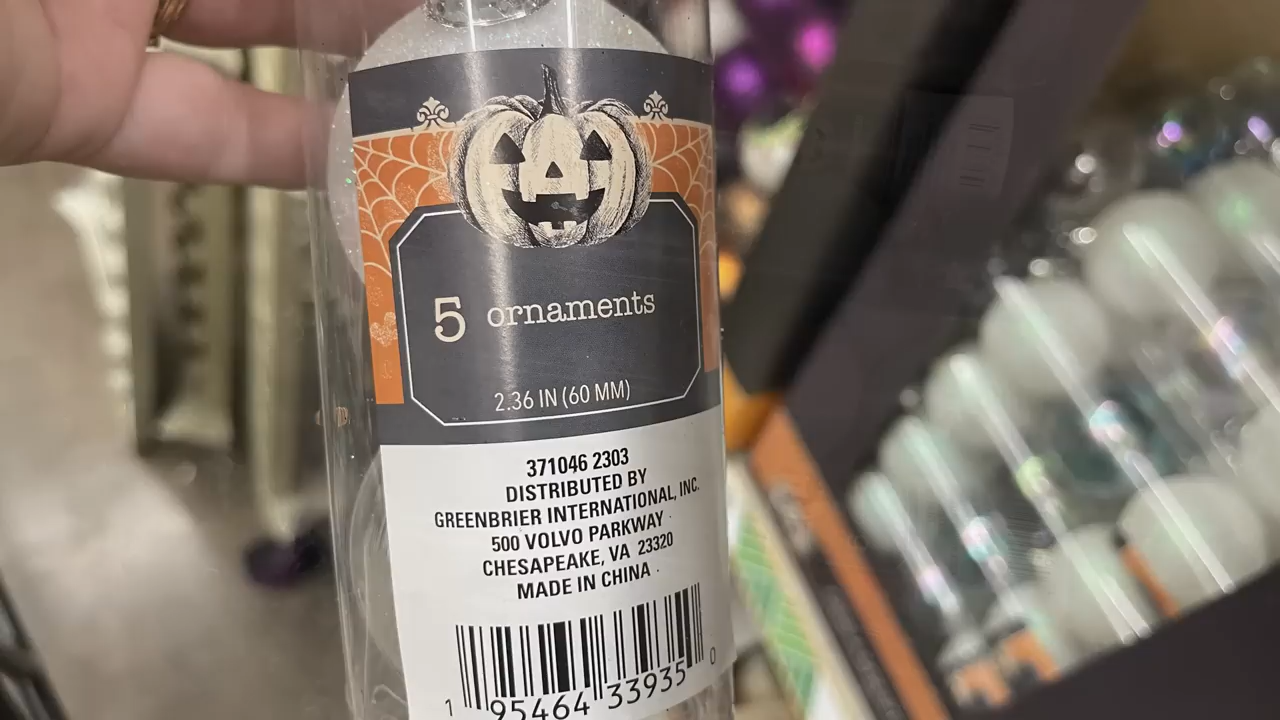 5 ornaments
2.36 IN (60 MM)
371046 2303
DISTRIBUTED BY
GREENBRIER INTERNATIONAL, INC.
500 VOLVO PARKWAY
CHESAPEAKE, VA 23320
MADE IN CHINA
1 95464 33935 0